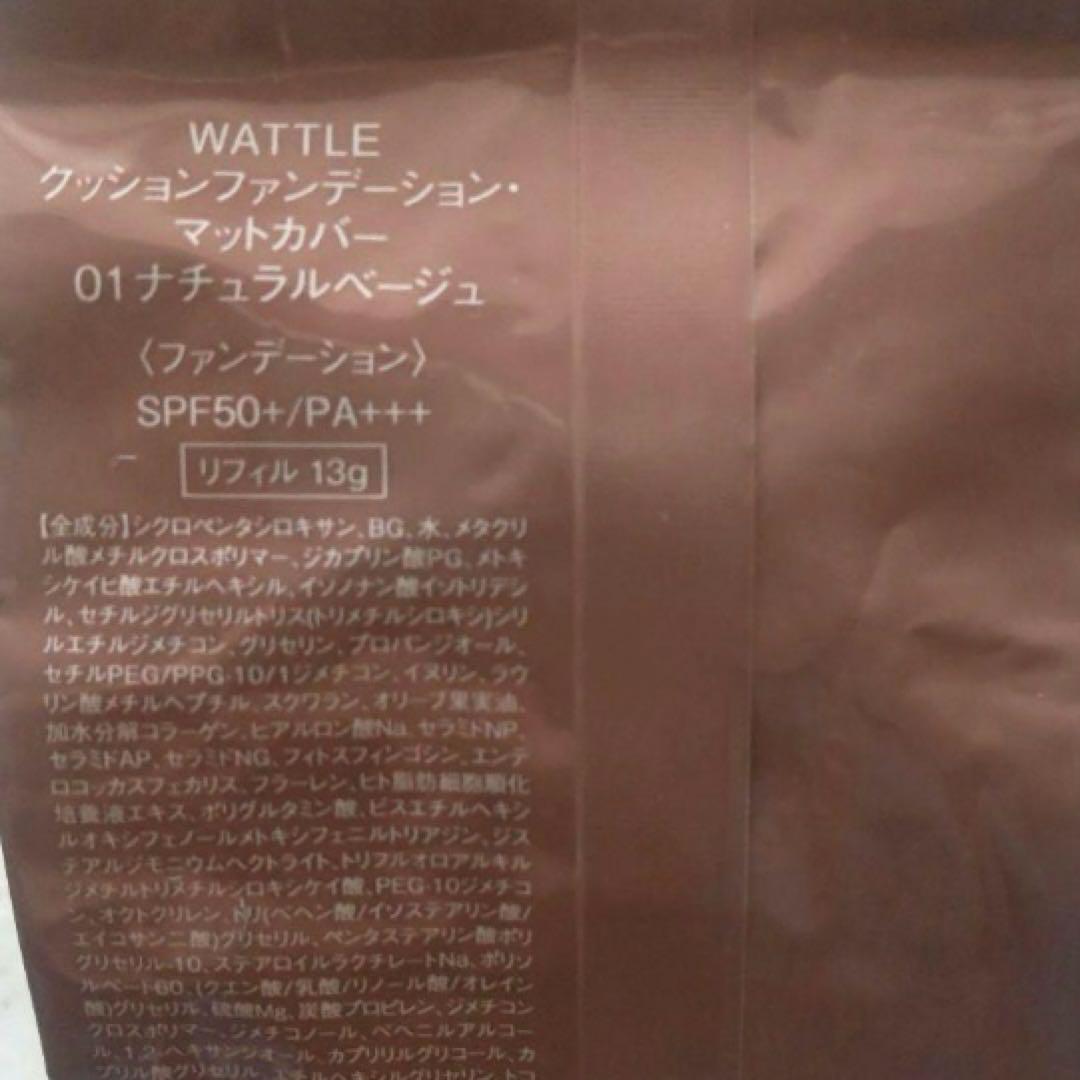 WATTLE
クッションファンデーション・
マットカバー
01ナチュラルベージュ
〈ファンデーション〉
SPF50+/PA+++
リフィル 13g
【全成分】シクロペンタシロキサン、BG、水、メタクリ
ル酸メチルクロスポリマー、ジカプリン酸PG、メトキ
シケイヒ酸エチルヘキシル、イソノナン酸イソトリデシ
ル、セチルジグリセリルトリス(トリメチルシロキシ)シリ
ルエチルジメチコン、グリセリン、プロパンジオール、
セチルPEG/PPG-10/1ジメチコン、イヌリン、ラウ
リン酸メチルヘプチル、スクワラン、オリーブ果実油、
加水分解コラーゲン、ヒアルロン酸Na、セラミドNP、
セラミドAP、セラミドNG、フィトスフィンゴシン、エンテ
ロコッカスフェカリス、フラーレン、ヒト脂肪細胞順化
培養液エキス、ポリグルタミン酸、ビスエチルヘキシ
ルオキシフェノールメトキシフェニルトリアジン、ジス
テアルジモニウムヘクトライト、トリフルオロアルキル
ジメチルトリメチルシロキシケイ酸、PEG-10ジメチコ
ン、オクトクリレン、トリ(ベヘン酸/イソステアリン酸/
エイコサン二酸)グリセリル、ペンタステアリン酸ポリ
グリセリル-10、ステアロイルラクチレートNa、ポリソ
ルベート60、(クエン酸/乳酸/リノール酸/オレイン
酸)グリセリル、硫酸Mg、炭酸プロピレン、ジメチコン
クロスポリマー、ジメチコノール、ベヘニルアルコー
ル、1,2-ヘキサンジオール、カプリリルグリコール、カ
プリル酸グリセリル、エチルヘキシルグリセリン、トコ